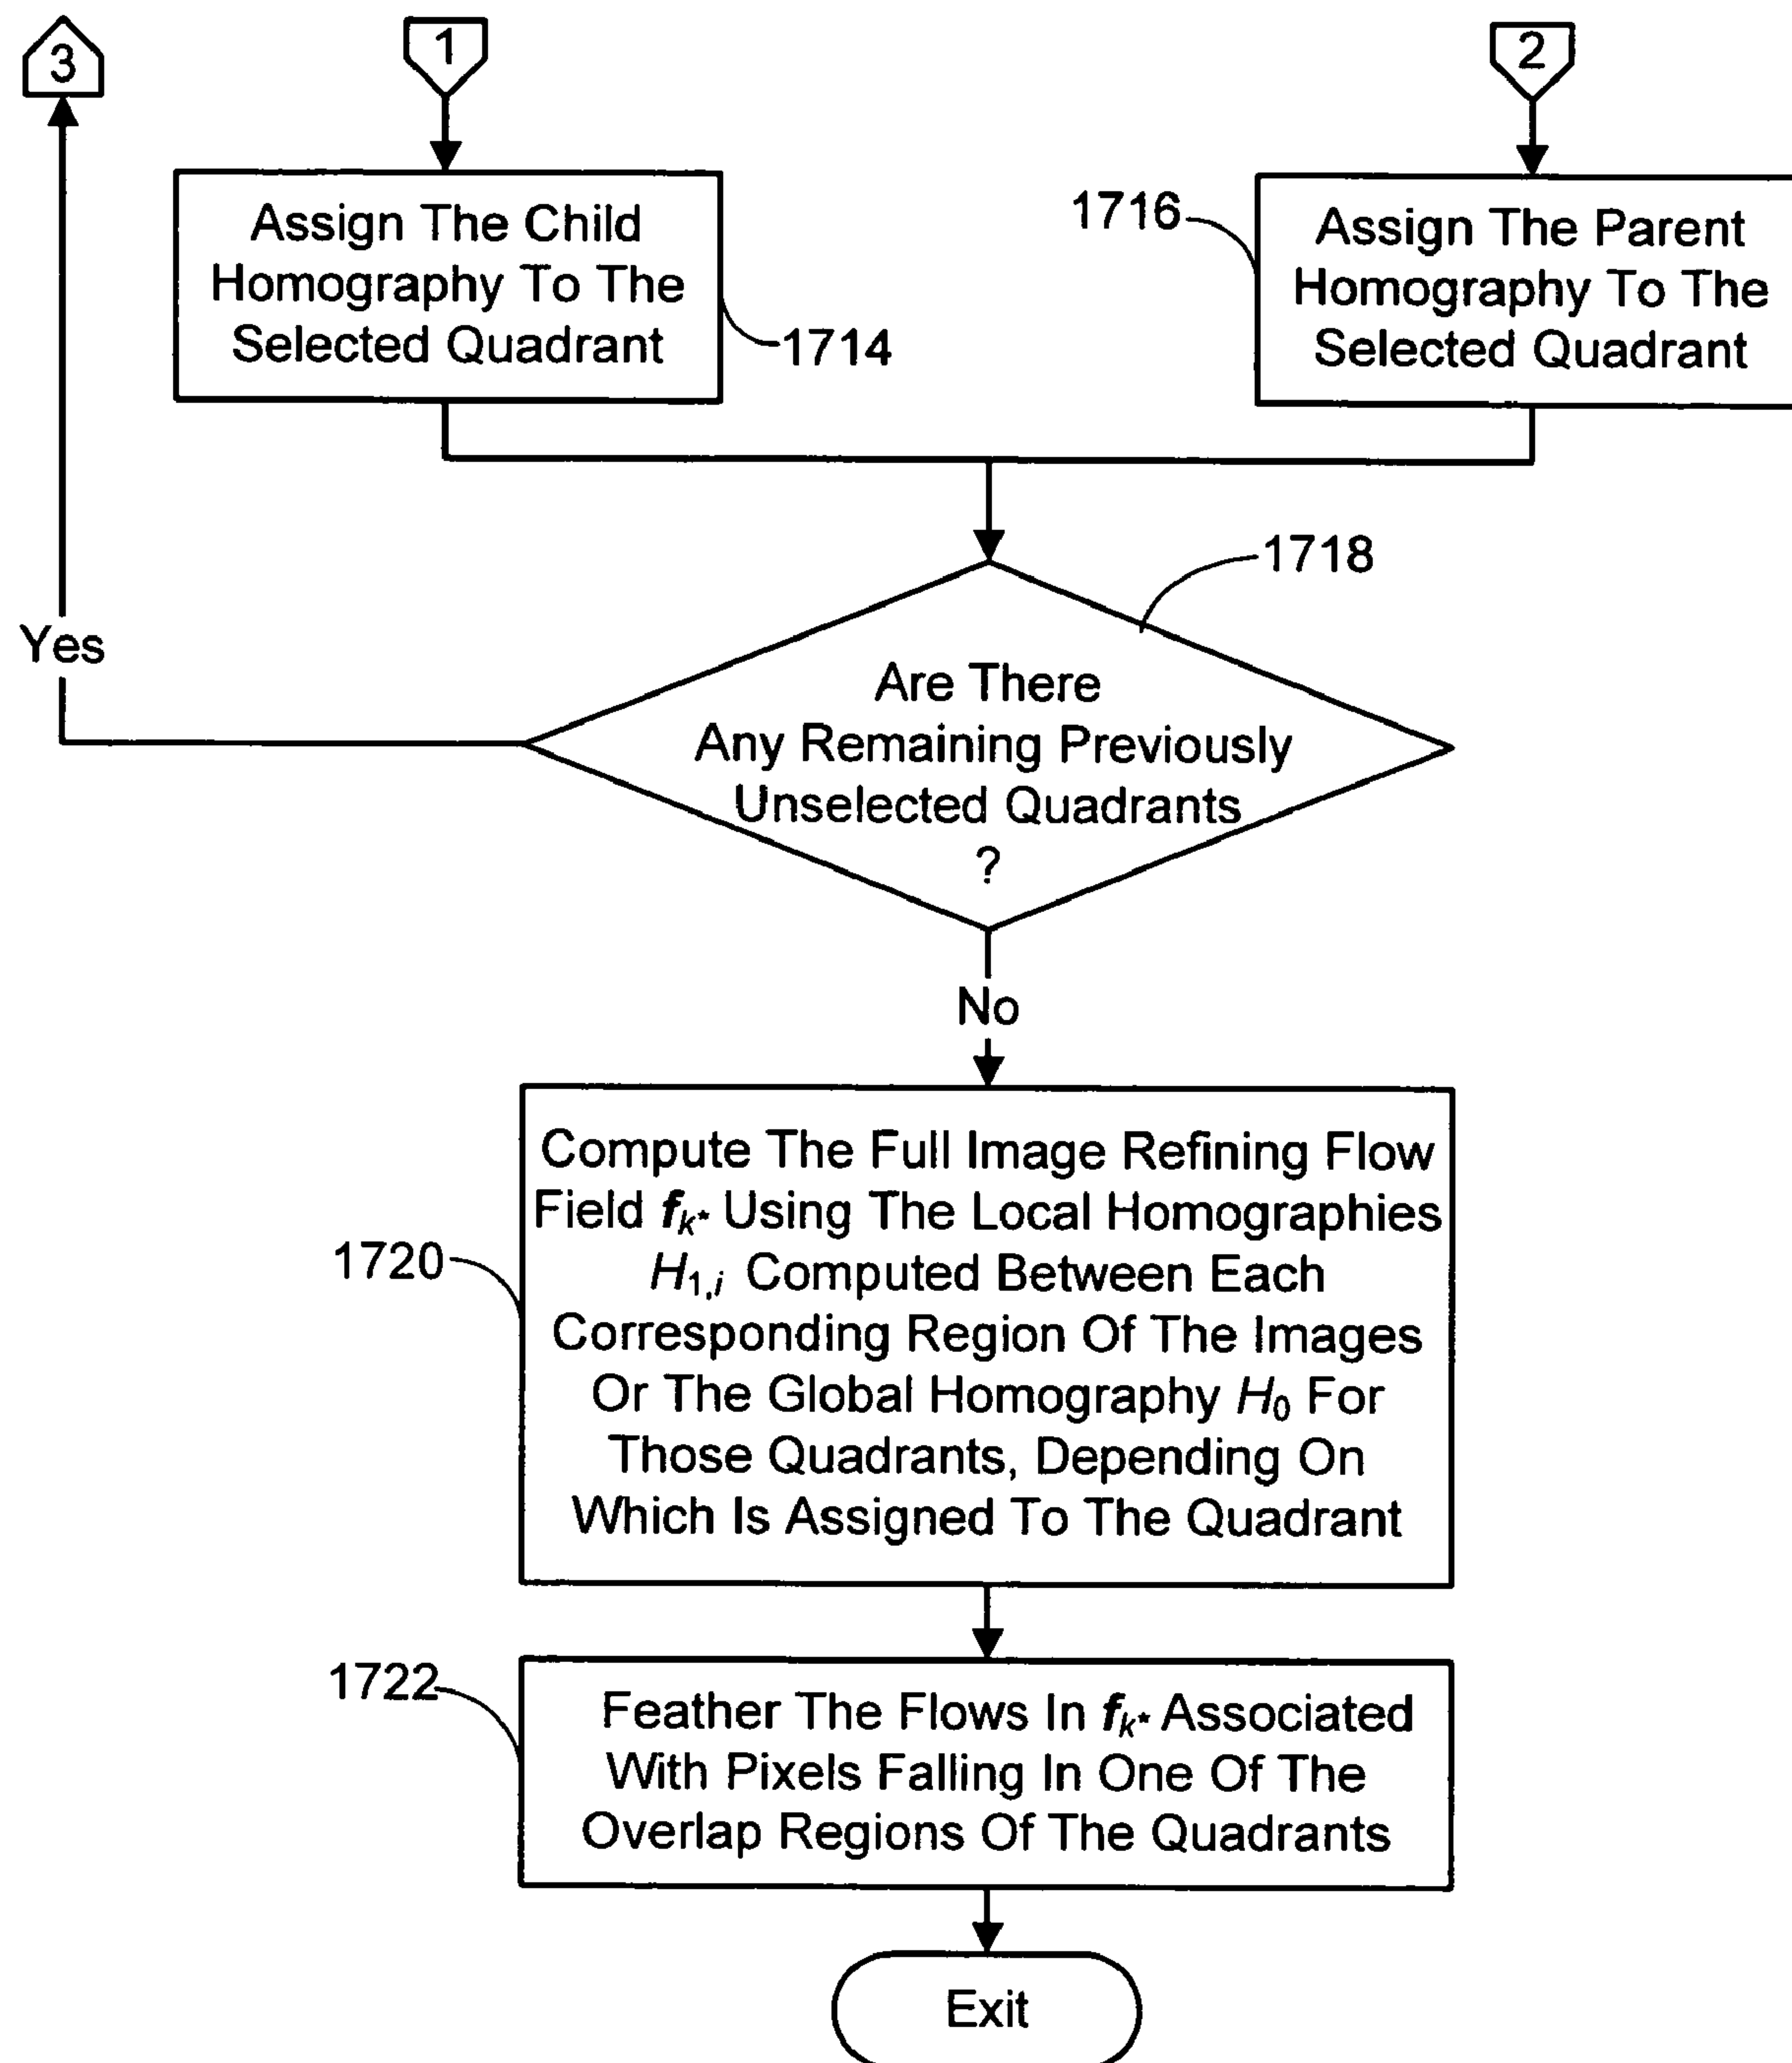 3
1
2
Assign The Child
Homography To The
Selected Quadrant
1714
1716
Assign The Parent
Homography To The
Selected Quadrant
1718
Yes
Are There
Any Remaining Previously
Unselected Quadrants
?
No
1720
Compute The Full Image Refining Flow
Field fk* Using The Local Homographies
H1,i Computed Between Each
Corresponding Region Of The Images
Or The Global Homography H0 For
Those Quadrants, Depending On
Which Is Assigned To The Quadrant
1722
Feather The Flows In fk* Associated
With Pixels Falling In One Of The
Overlap Regions Of The Quadrants
Exit